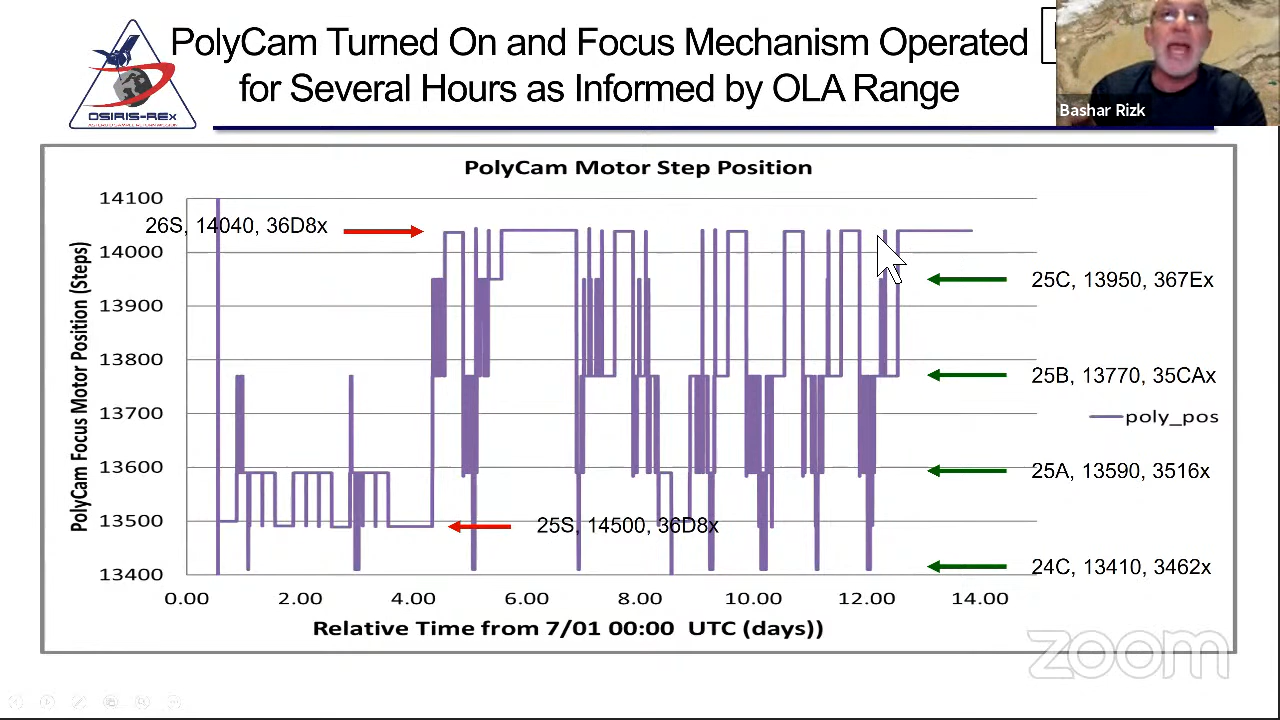 PolyCam Turned On and Focus Mechanism Operated
for Several Hours as Informed by OLA Range
OSIRIS-REx
ASTEROID SAMPLE RETURN MISSION
Bashar Rizk
PolyCam Motor Step Position
PolyCam Focus Motor Position (Steps)
14100
14000
13900
13800
13700
13600
13500
13400
26S, 14040, 36D8x
25S, 14500, 36D8x
25C, 13950, 367Ex
25B, 13770, 35CAx
poly_pos
25A, 13590, 3516x
24C, 13410, 3462x
0.00 2.00 4.00 6.00 8.00 10.00 12.00 14.00
Relative Time from 7/01 00:00 UTC (days))
zoom